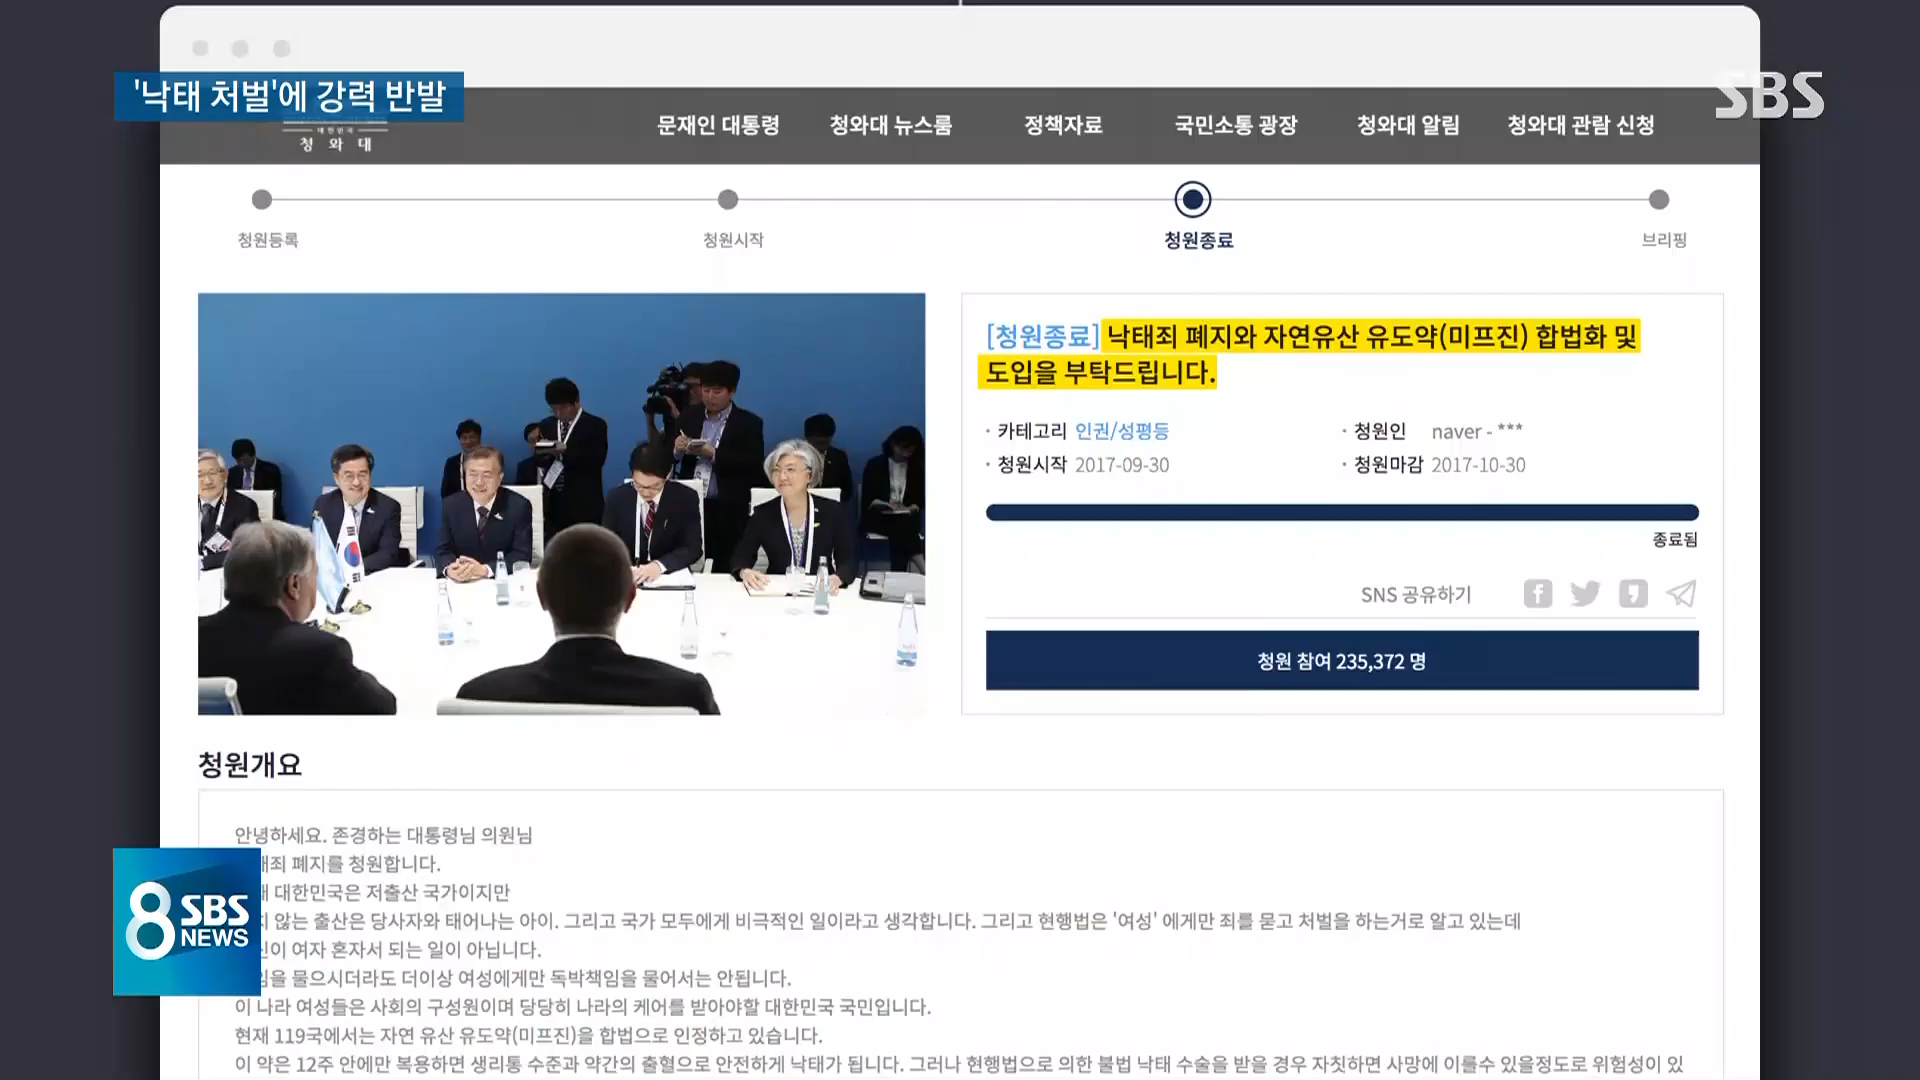 '낙태 처벌'에 강력 반발
SBS
대한민국
청와대
문재인 대통령 청와대 뉴스룸 정책자료 국민소통 광장 청와대 알림 청와대 관람 신청
청원등록 청원시작 청원종료 브리핑
[청원종료] 낙태죄 폐지와 자연유산 유도약(미프진) 합법화 및
도입을 부탁드립니다.
· 카테고리 인권/성평등 · 청원인 naver - ***
· 청원시작 2017-09-30 · 청원마감 2017-10-30
종료됨
SNS 공유하기
청원 참여 235,372 명
청원개요
안녕하세요. 존경하는 대통령님 의원님
죄 폐지를 청원합니다.
대한민국은 저출산 국가이지만
않는 출산은 당사자와 태어나는 아이. 그리고 국가 모두에게 비극적인 일이라고 생각합니다. 그리고 현행법은 '여성' 에게만 죄를 묻고 처벌을 하는거로 알고 있는데
이 여자 혼자서 되는 일이 아닙니다.
을 물으시더라도 더이상 여성에게만 독박책임을 물어서는 안됩니다.
이 나라 여성들은 사회의 구성원이며 당당히 나라의 케어를 받아야할 대한민국 국민입니다.
현재 119국에서는 자연 유산 유도약(미프진)을 합법으로 인정하고 있습니다.
이 약은 12주 안에만 복용하면 생리통 수준과 약간의 출혈으로 안전하게 낙태가 됩니다. 그러나 현행법으로 의한 불법 낙태 수술을 받을 경우 자칫하면 사망에 이를수 있을정도로 위험성이 있
8 SBS
NEWS